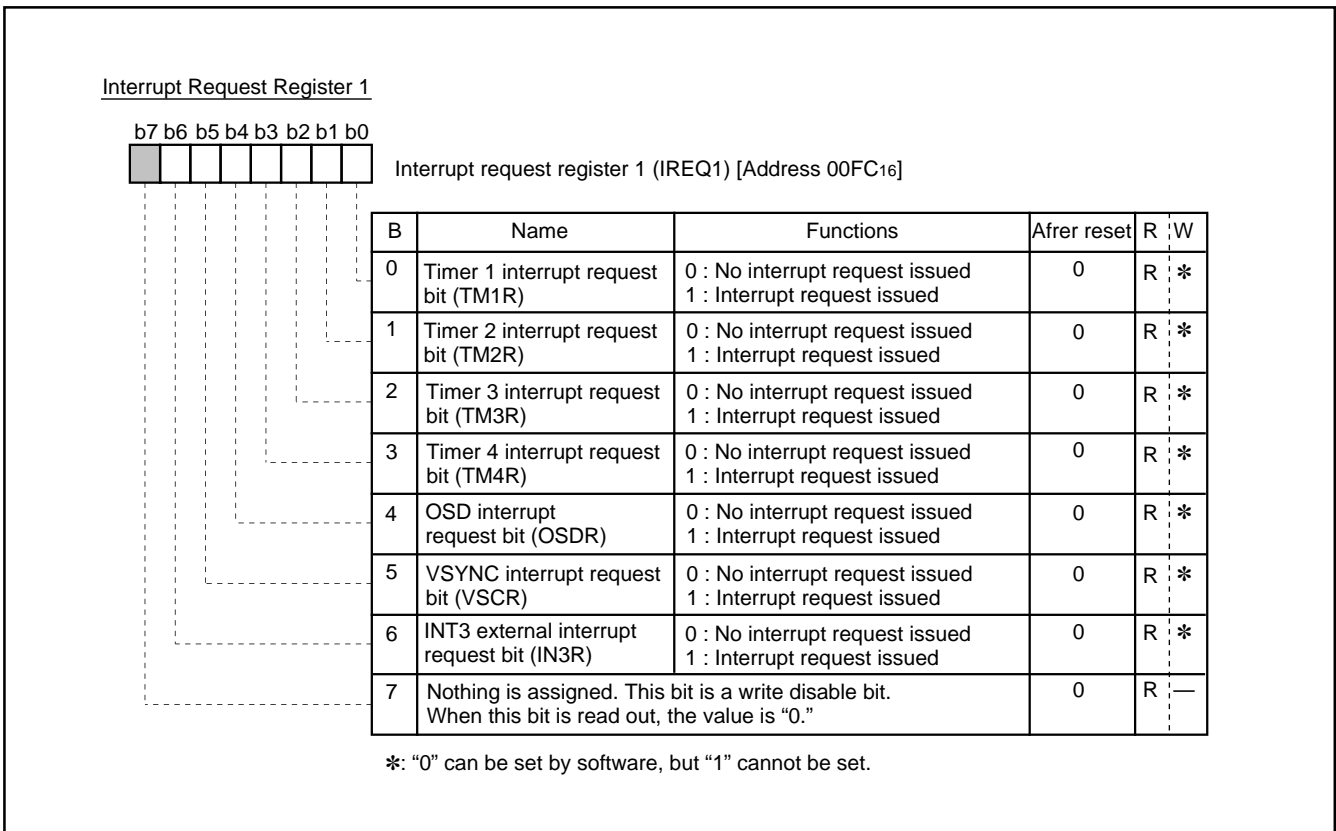 Interrupt Request Register 1
b7 b6 b5 b4 b3 b2 b1 b0
Interrupt request register 1 (IREQ1) [Address 00FC16]
B Name Functions Afrer reset R W
0 Timer 1 interrupt request 0 : No interrupt request issued 0 R ✻
bit (TM1R) 1 : Interrupt request issued
1 Timer 2 interrupt request 0 : No interrupt request issued 0 R ✻
bit (TM2R) 1 : Interrupt request issued
2 Timer 3 interrupt request 0 : No interrupt request issued 0 R ✻
bit (TM3R) 1 : Interrupt request issued
3 Timer 4 interrupt request 0 : No interrupt request issued 0 R ✻
bit (TM4R) 1 : Interrupt request issued
4 OSD interrupt 0 : No interrupt request issued 0 R ✻
request bit (OSDR) 1 : Interrupt request issued
5 VSYNC interrupt request 0 : No interrupt request issued 0 R ✻
bit (VSCR) 1 : Interrupt request issued
6 INT3 external interrupt 0 : No interrupt request issued 0 R ✻
request bit (IN3R) 1 : Interrupt request issued
7 Nothing is assigned. This bit is a write disable bit. 0 R —
When this bit is read out, the value is “0.”
✻: “0” can be set by software, but “1” cannot be set.